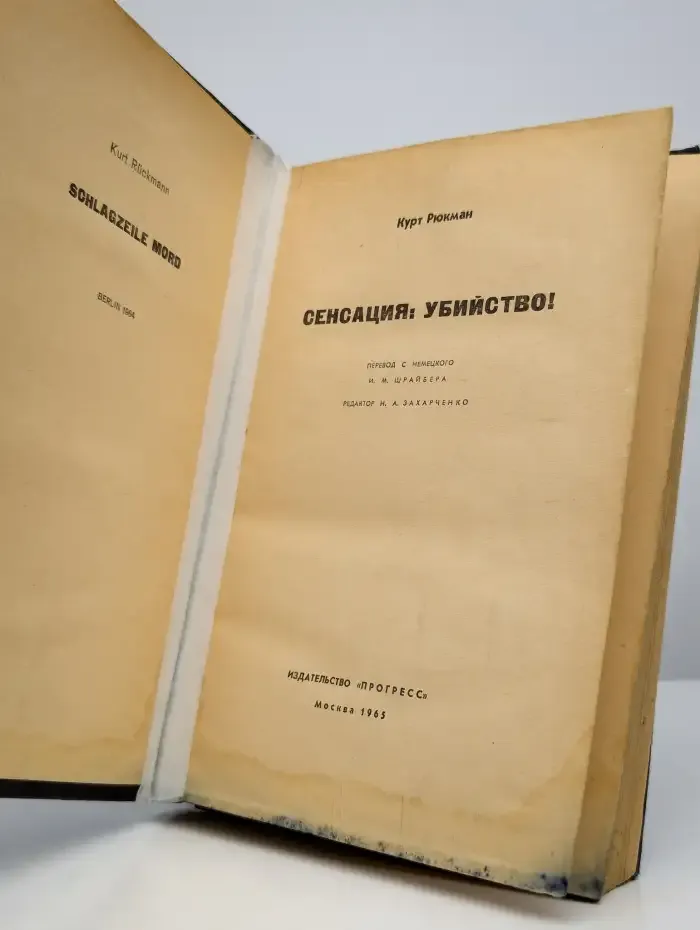 Kurt Rückmann
SCHLAGZEILE MORD
BERLIN 1964
Курт Рюкман
СЕНСАЦИЯ: УБИЙСТВО!
ПЕРЕВОД С НЕМЕЦКОГО
И. М. ШРАЙБЕРА
РЕДАКТОР Н. А. ЗАХАРЧЕНКО
ИЗДАТЕЛЬСТВО «ПРОГРЕСС»
Москва 1965